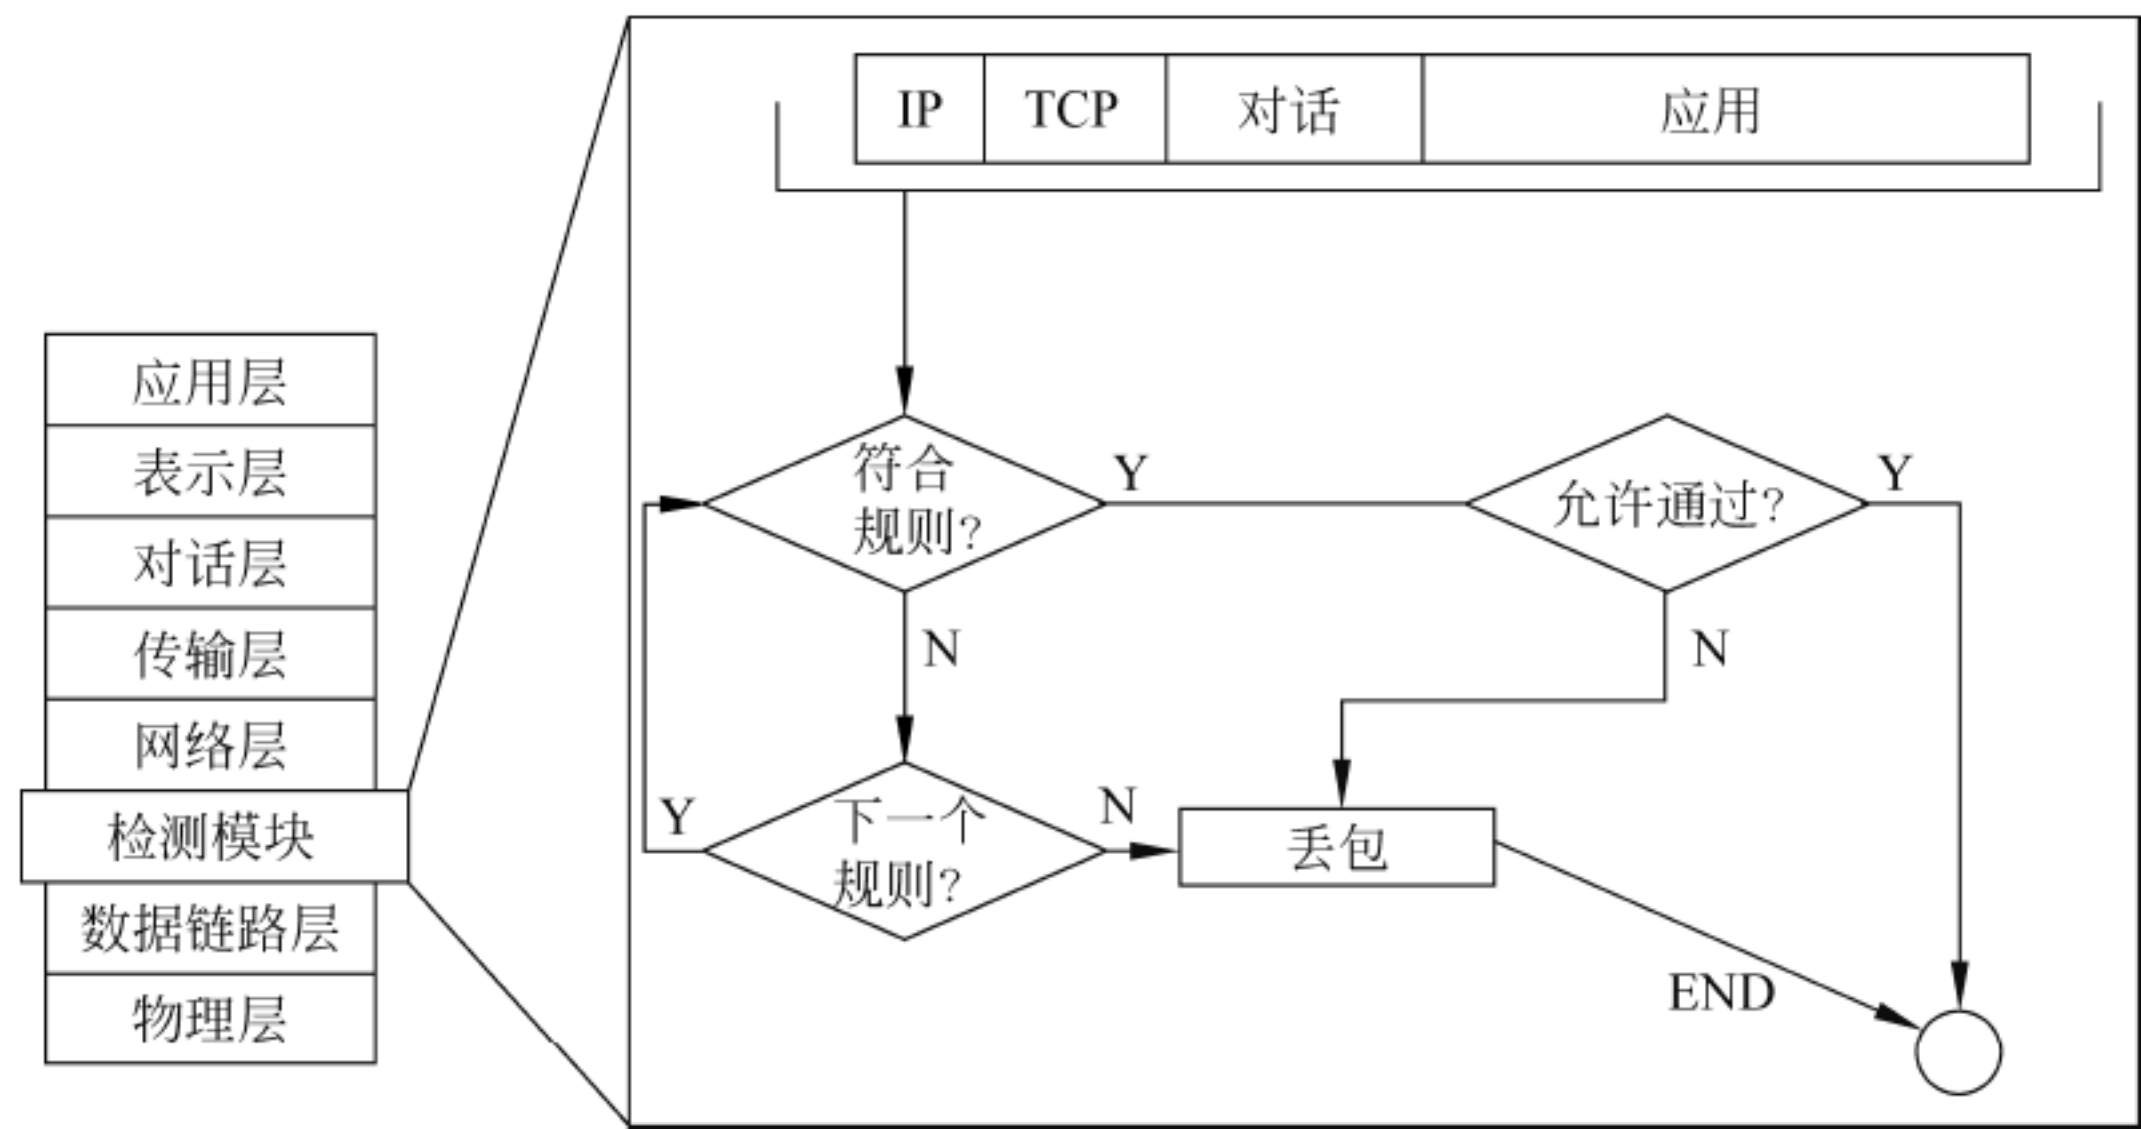 IP TCP 对话 应用
应用层
表示层
对话层
传输层
网络层
检测模块
数据链路层
物理层
符合
规则?
Y
允许通过?
Y
N
N
下一个
规则?
Y
N
丢包
END